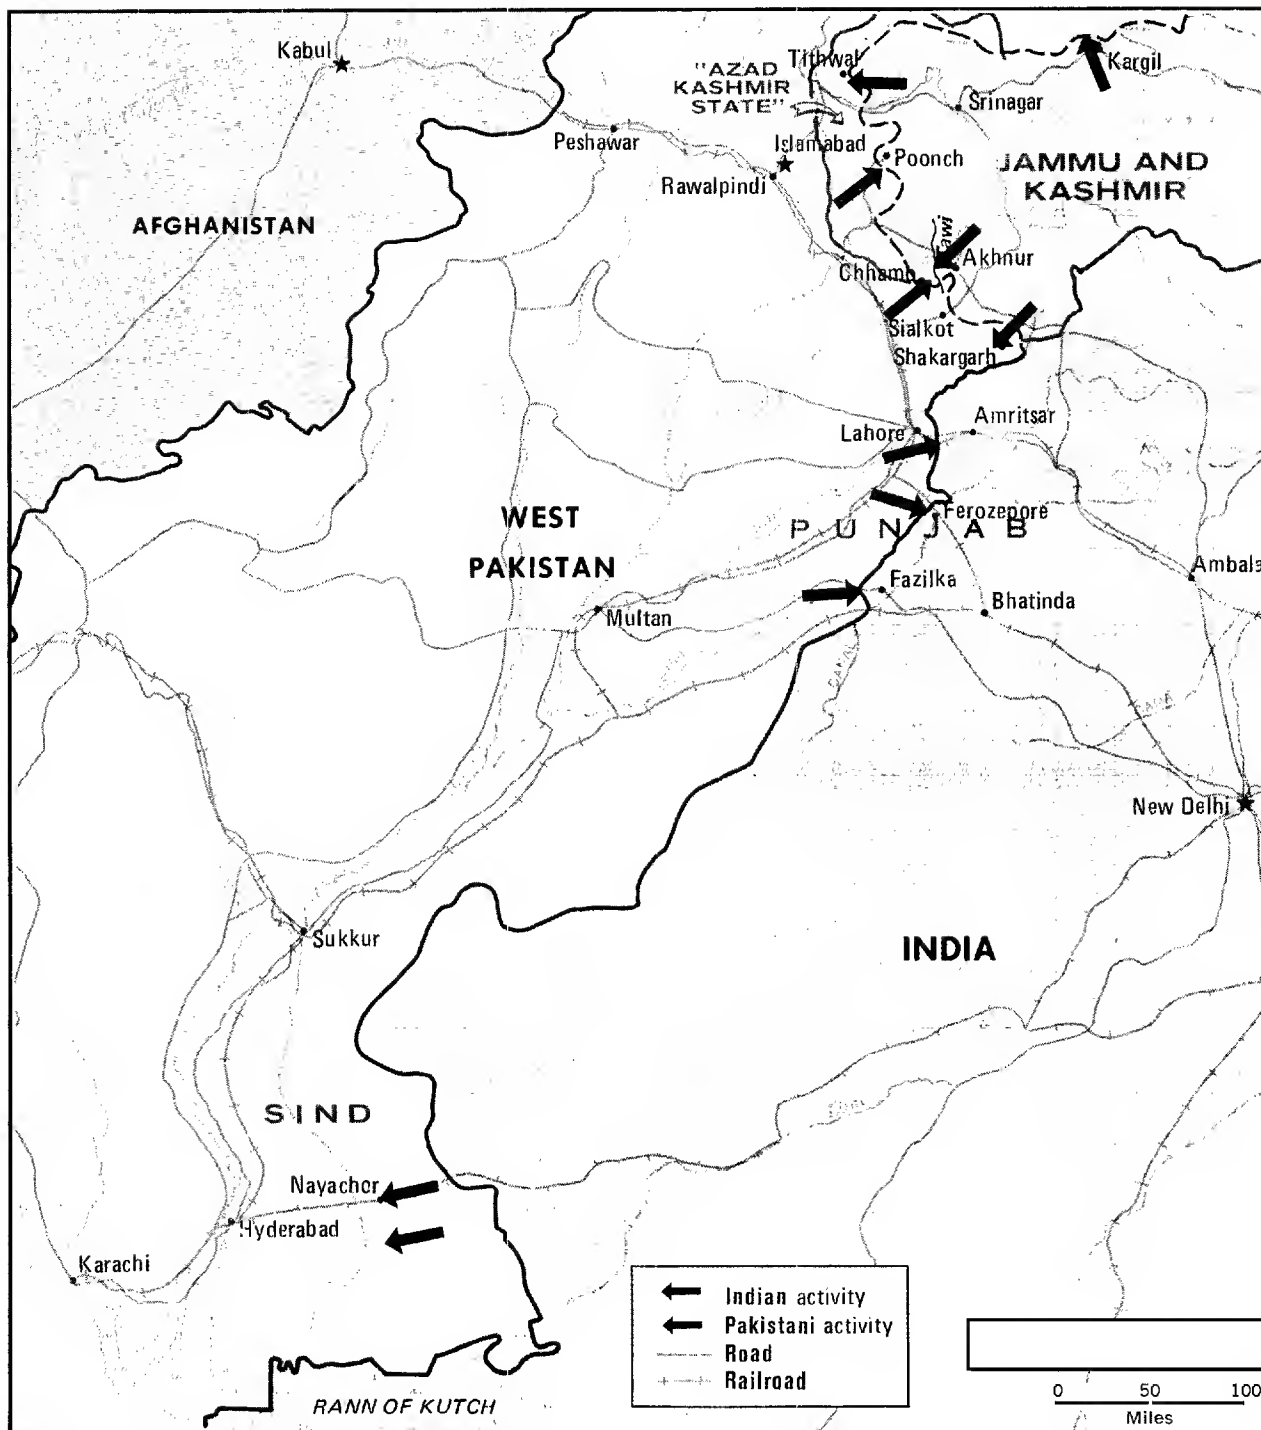 Kabul
Tithwal
Kargil
"AZAD
KASHMIR
STATE"
Srinagar
Peshawar
Islamabad
Poonch
Rawalpindi
JAMMU AND
KASHMIR
AFGHANISTAN
Chhamb
Akhnur
Sialkot
Shakargarh
Lahore
Amritsar
WEST
PAKISTAN
PUNJAB
Ferozepore
Fazilka
Ambala
Multan
Bhatinda
CANAL
New Delhi
Sukkur
INDIA
SIND
Nayachor
Hyderabad
Karachi
Indian activity
Pakistani activity
Road
Railroad
RANN OF KUTCH
0 50 100
Miles